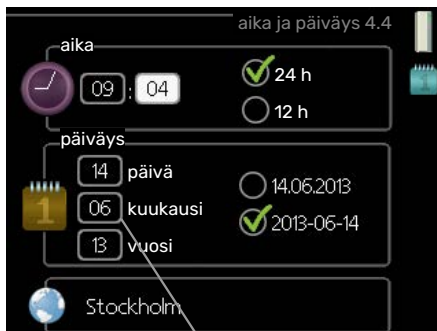 aika ja päiväys 4.4
aika
09 : 04
24 h
12 h
päiväys
14 päivä
06 kuukausi
13 vuosi
14.06.2013
2013-06-14
1
Stockholm